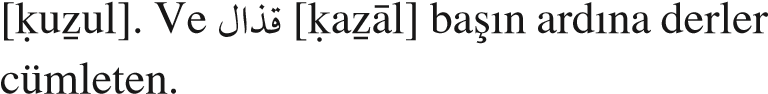 [ḳuẕul]. Ve قذال [ḳaẕāl] başın ardına derler
cümleten.